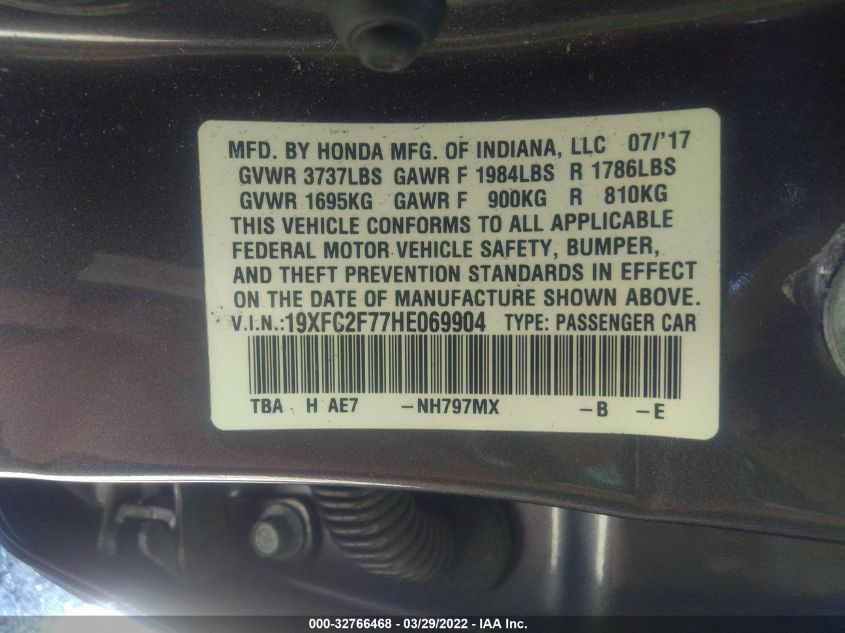 MFD. BY HONDA MFG. OF INDIANA, LLC 07/'17
GVWR 3737LBS GAWR F 1984LBS R 1786LBS
GVWR 1695KG GAWR F 900KG R 810KG
THIS VEHICLE CONFORMS TO ALL APPLICABLE
FEDERAL MOTOR VEHICLE SAFETY, BUMPER,
AND THEFT PREVENTION STANDARDS IN EFFECT
ON THE DATE OF MANUFACTURE SHOWN ABOVE.
V.I.N.:19XFC2F77HE069904 TYPE: PASSENGER CAR
TBA H AE7 -NH797MX -B -E
000-32766468 - 03/29/2022 - IAA Inc.